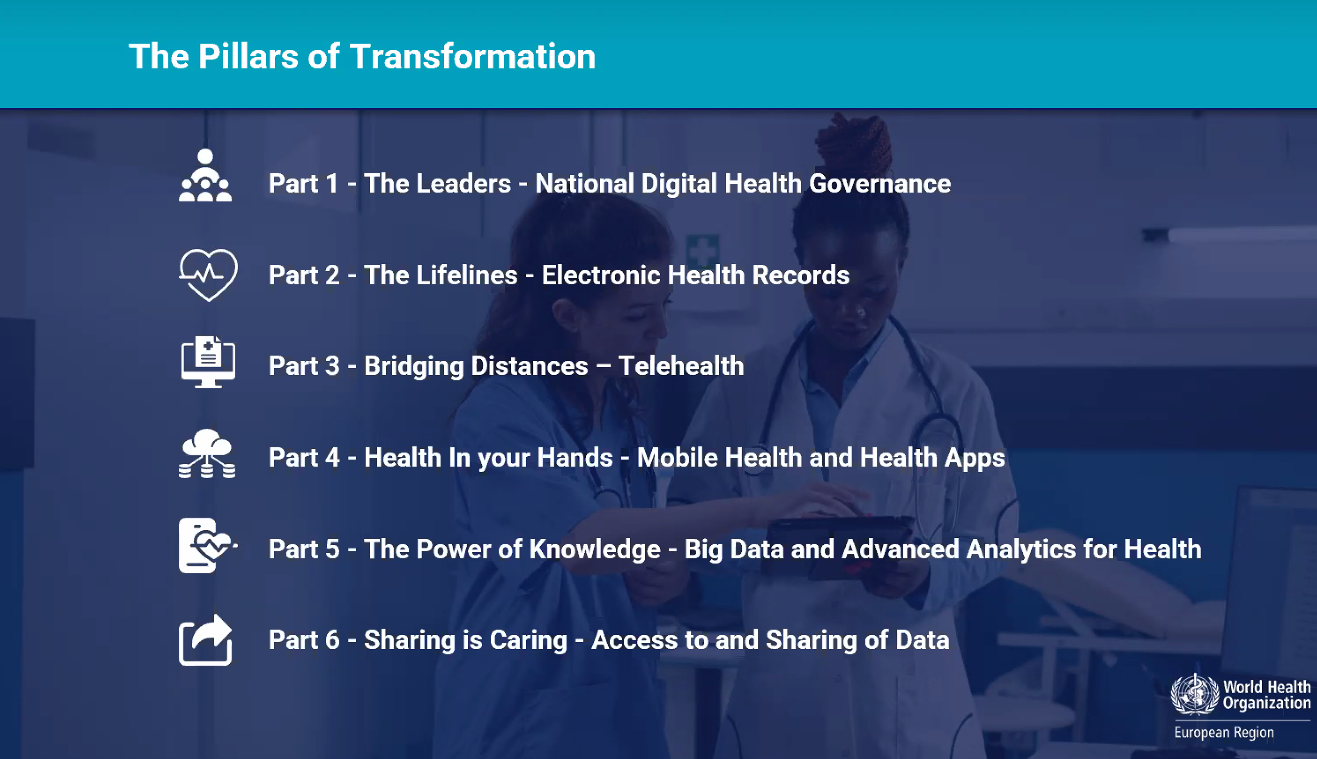 The Pillars of Transformation
Part 1 - The Leaders - National Digital Health Governance
Part 2 - The Lifelines - Electronic Health Records
Part 3 - Bridging Distances – Telehealth
Part 4 - Health In your Hands - Mobile Health and Health Apps
Part 5 - The Power of Knowledge - Big Data and Advanced Analytics for Health
Part 6 - Sharing is Caring - Access to and Sharing of Data
World Health
Organization
European Region